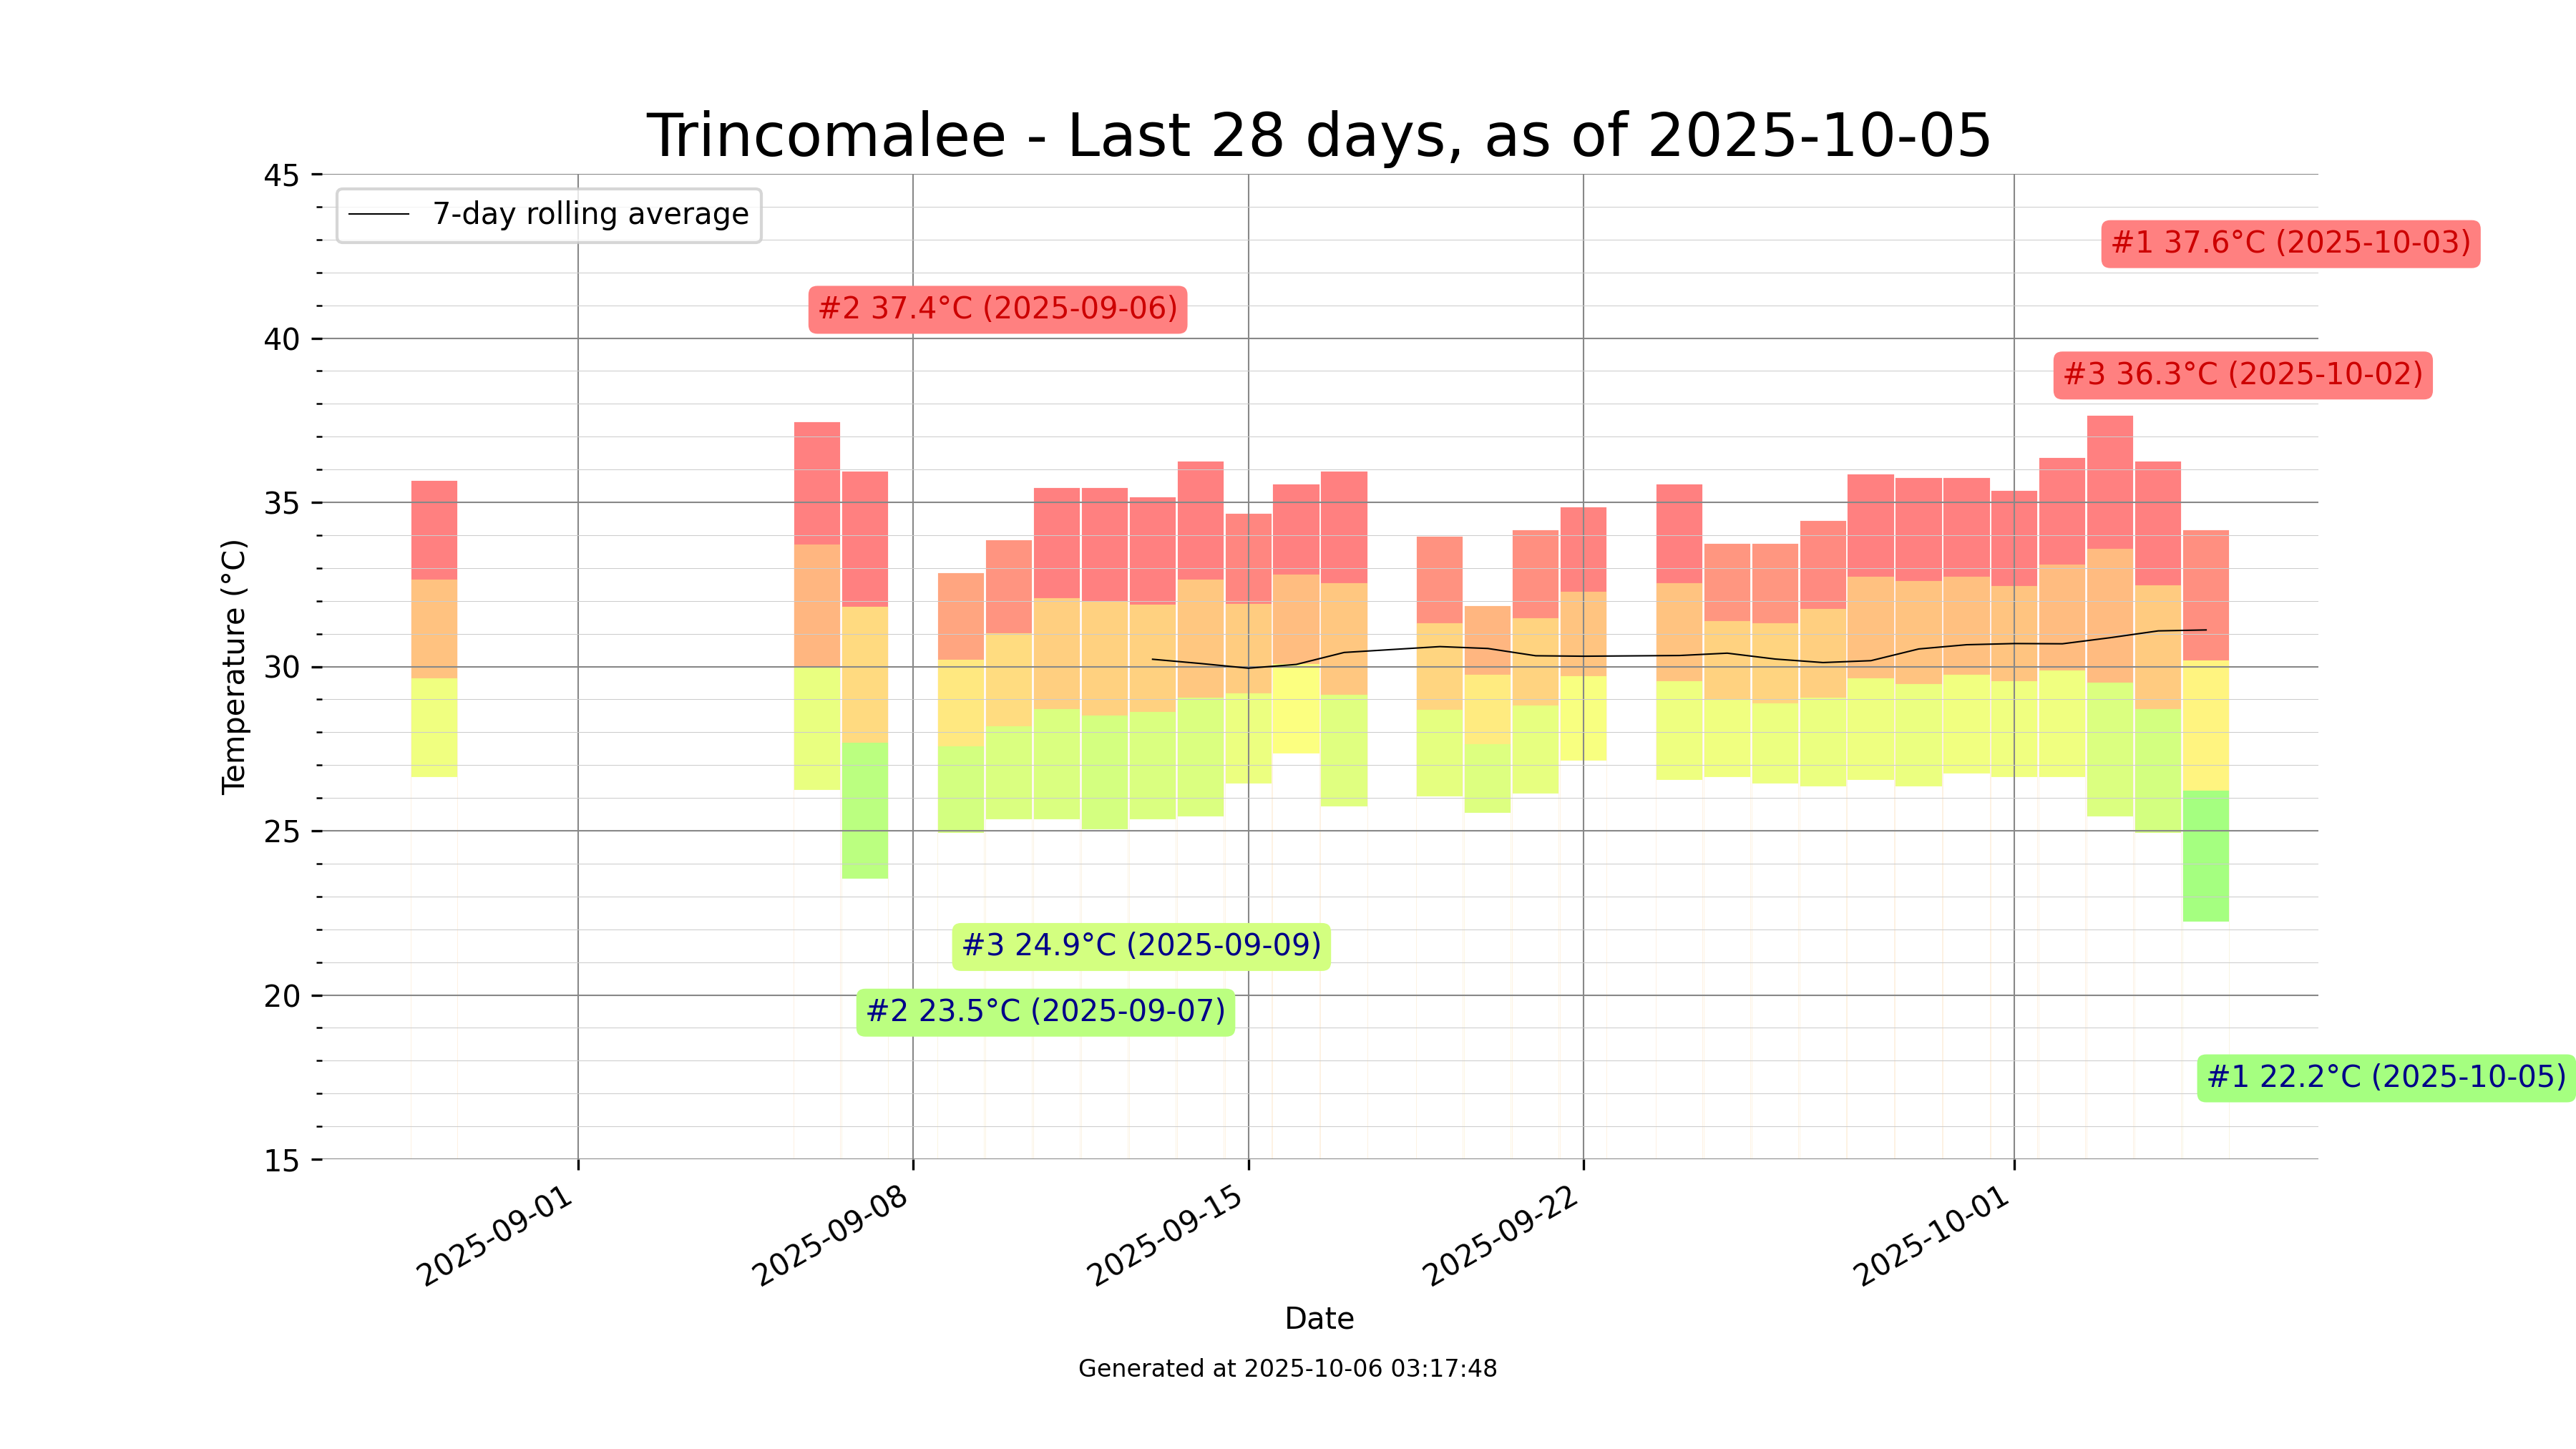 Trincomalee - Last 28 days, as of 2025-10-05
45
7-day rolling average
#1 37.6°C (2025-10-03)
#2 37.4°C (2025-09-06)
40
#3 36.3°C (2025-10-02)
35
Temperature (°C)
30
25
#3 24.9°C (2025-09-09)
20
#2 23.5°C (2025-09-07)
#1 22.2°C (2025-10-05)
15
2025-09-01
2025-09-08
2025-09-15
2025-09-22
2025-10-01
Date
Generated at 2025-10-06 03:17:48